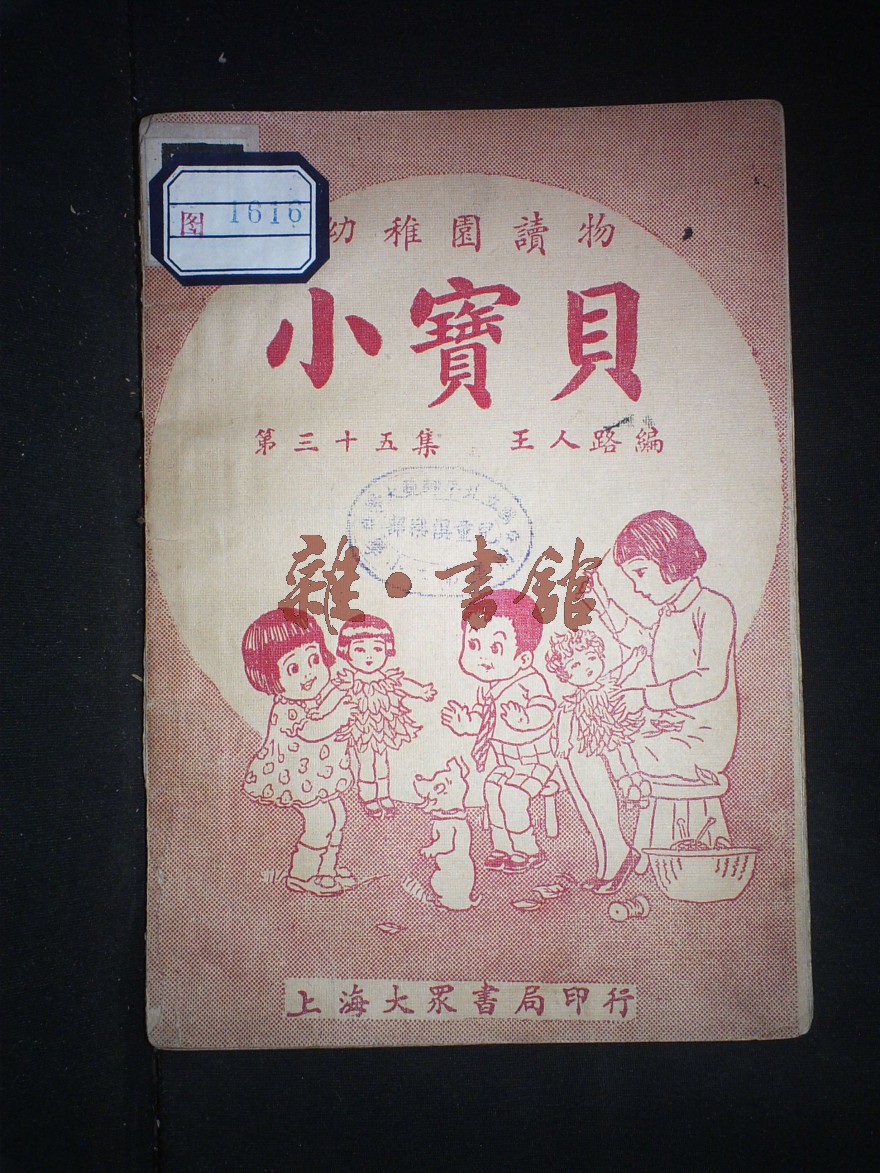 图 1616
幼稚園讀物
小寶貝
第三十五集 王人路編
雜·書館
上海大眾書局印行